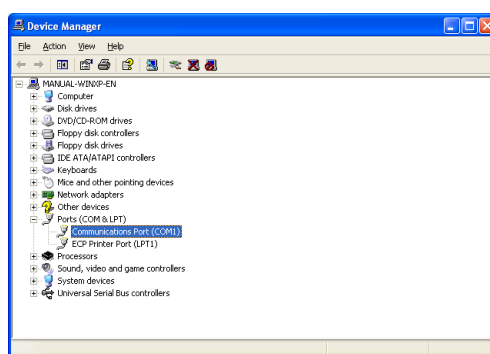 Device Manager
File Action View Help
MANUAL-WINXP-EN
Computer
Disk drives
DVD/CD-ROM drives
Floppy disk controllers
Floppy disk drives
IDE ATA/ATAPI controllers
Keyboards
Mice and other pointing devices
Network adapters
Other devices
Ports (COM & LPT)
Communications Port (COM1)
ECP Printer Port (LPT1)
Processors
Sound, video and game controllers
System devices
Universal Serial Bus controllers